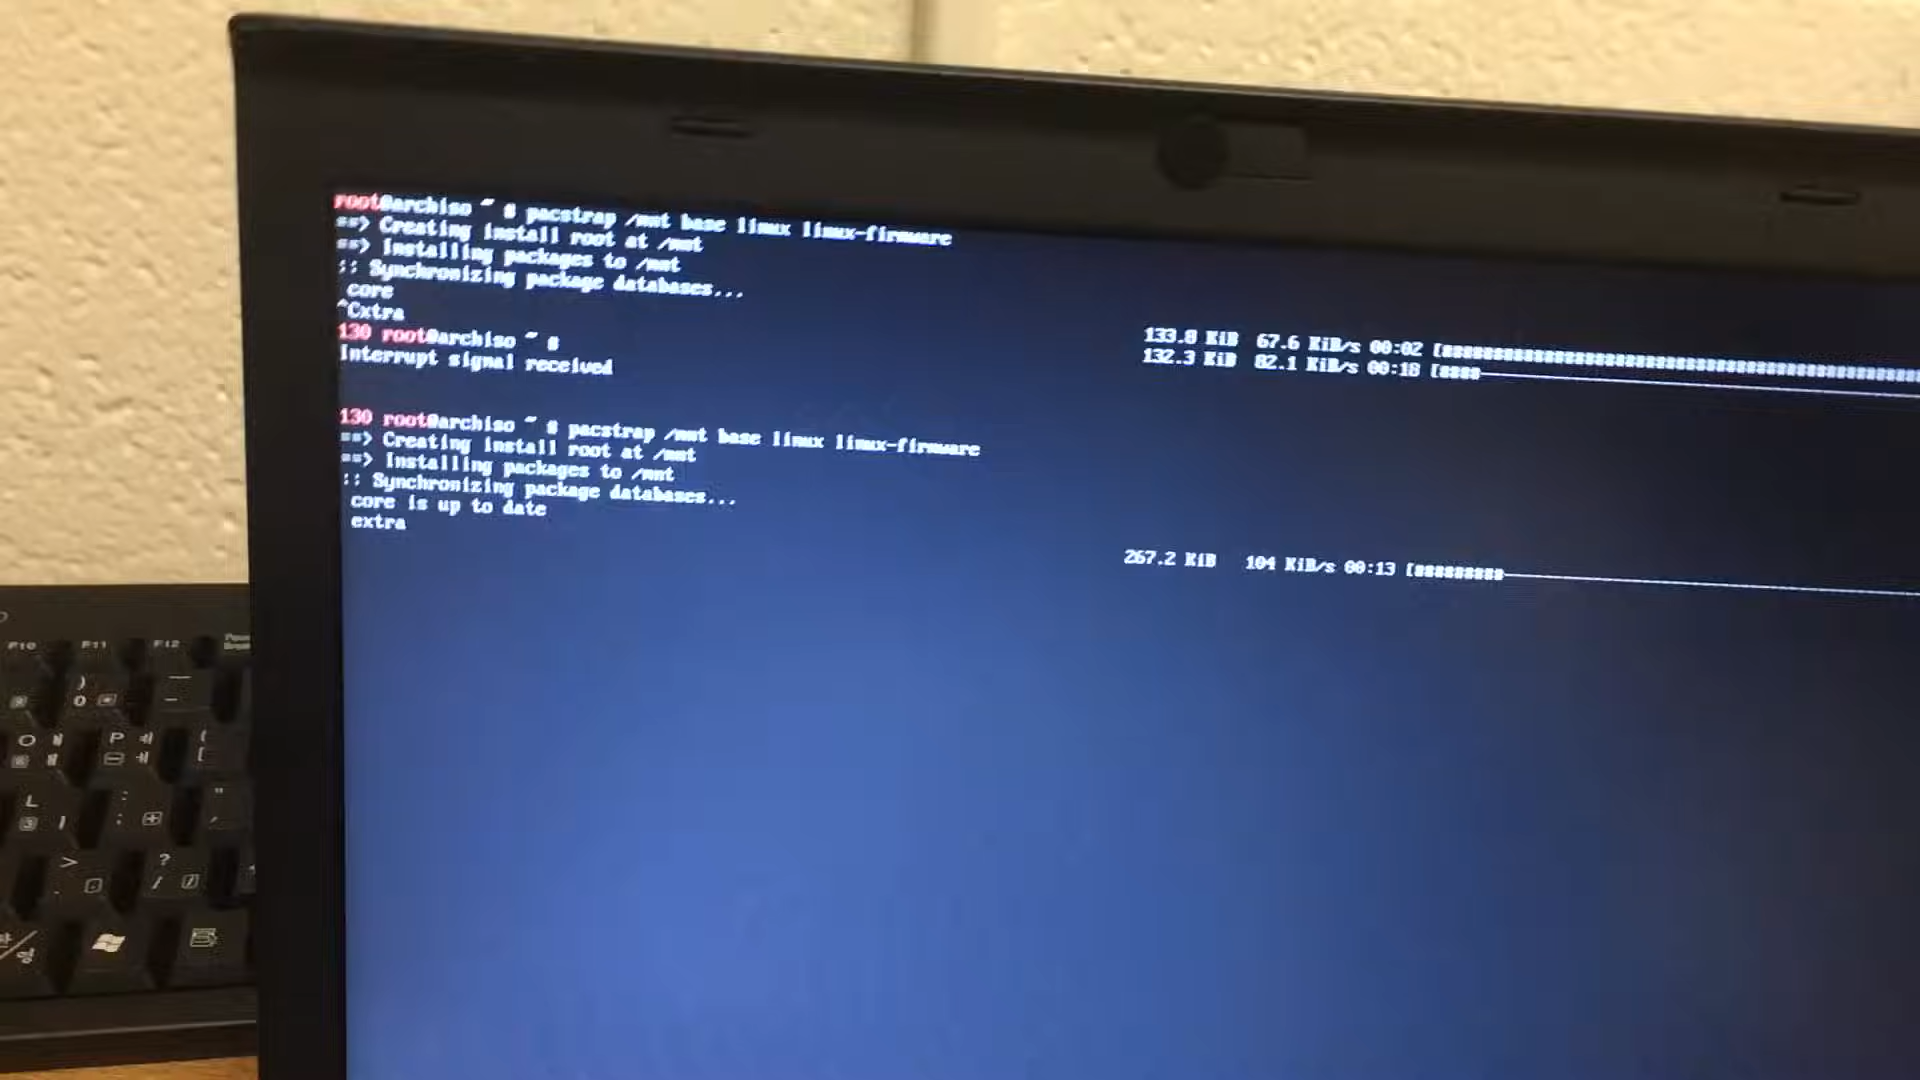 root@archiso ~ # pacstrap /mnt base linux linux-firmware
==> Creating install root at /mnt
==> Installing packages to /mnt
:: Synchronizing package databases...
core 133.8 KiB 67.6 KiB/s 00:02 [################
^Cxtra 132.3 KiB 82.1 KiB/s 00:18 [####----------------
130 root@archiso ~ #
Interrupt signal received
130 root@archiso ~ # pacstrap /mnt base linux linux-firmware
==> Creating install root at /mnt
==> Installing packages to /mnt
:: Synchronizing package databases...
core is up to date
extra 267.2 KiB 104 KiB/s 00:13 [#########----------------
F10 F11 F12
) 0
O P
L
> ?